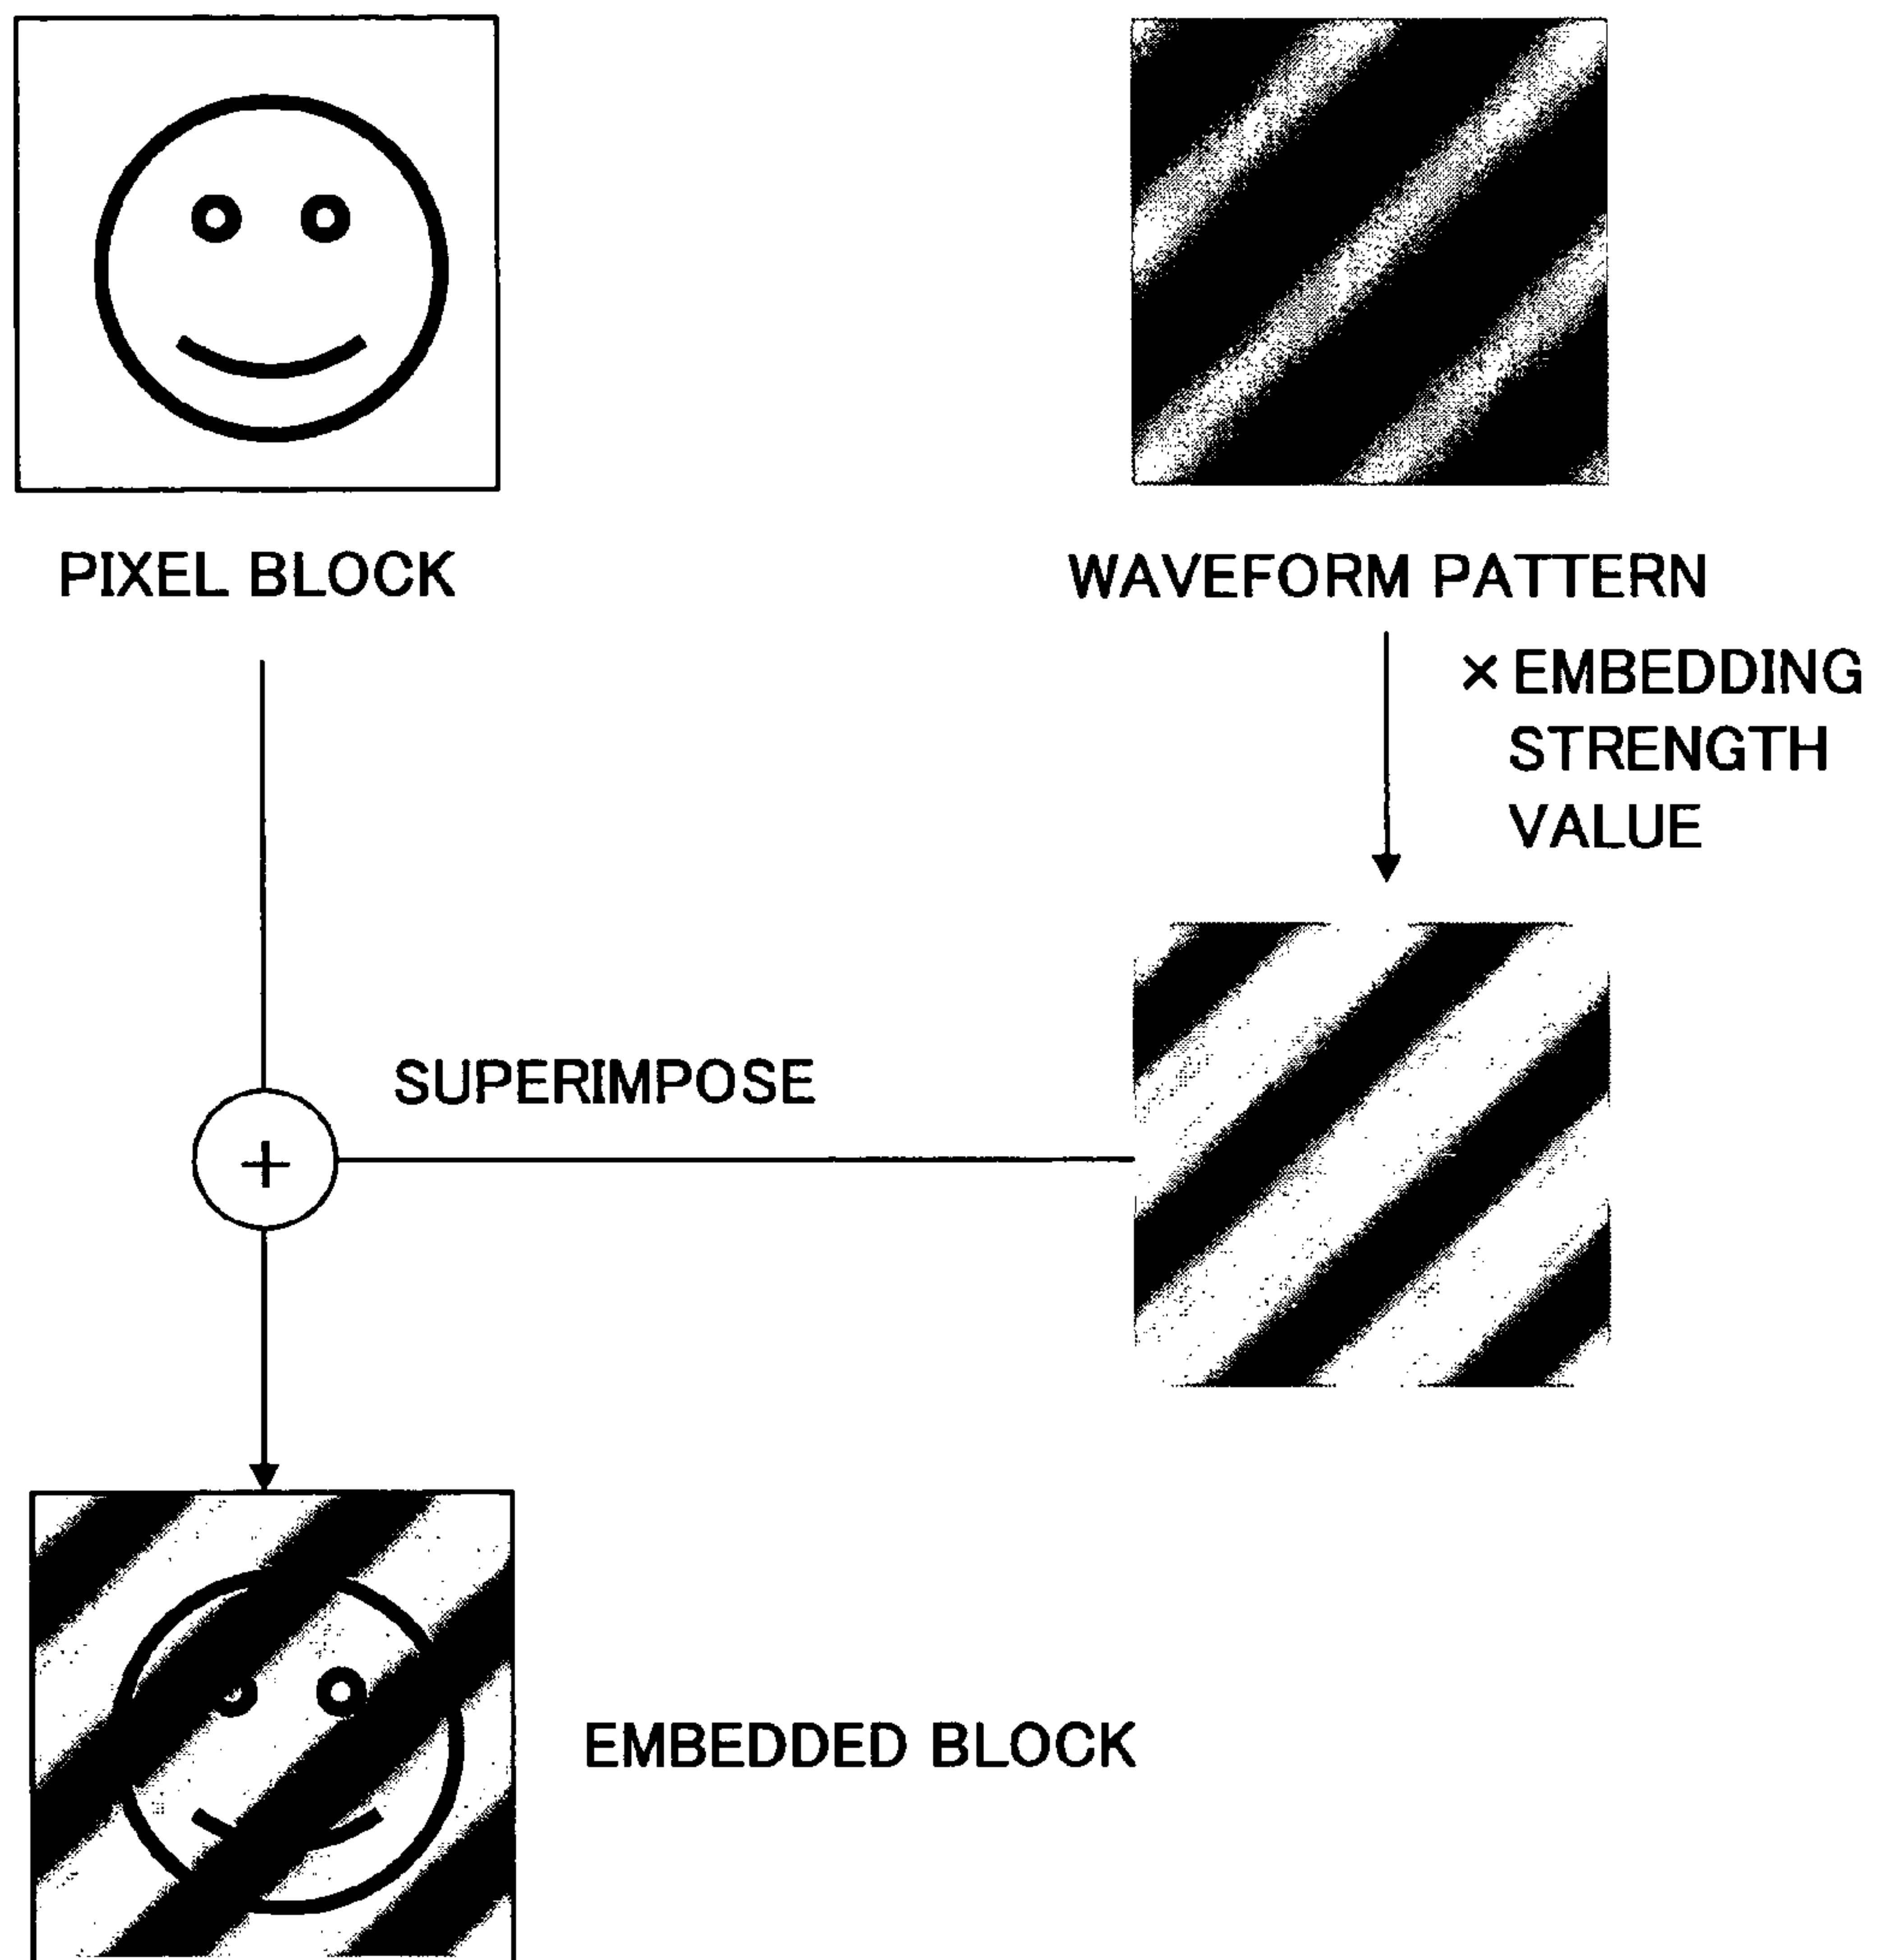 PIXEL BLOCK
WAVEFORM PATTERN
× EMBEDDING
STRENGTH
VALUE
SUPERIMPOSE
+
EMBEDDED BLOCK